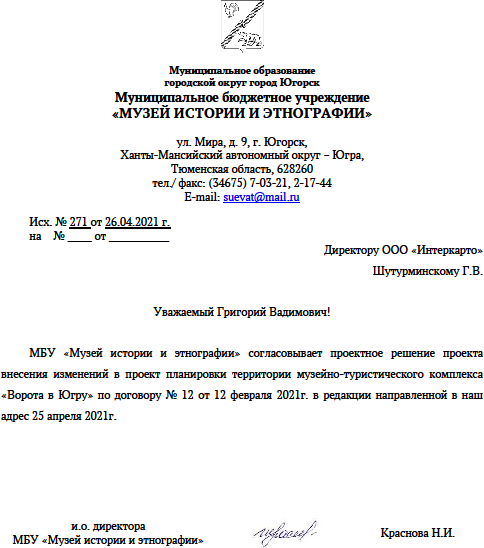 Муниципальное образование
городской округ город Югорск
Муниципальное бюджетное учреждение
«МУЗЕЙ ИСТОРИИ И ЭТНОГРАФИИ»
ул. Мира, д. 9, г. Югорск,
Ханты-Мансийский автономный округ – Югра,
Тюменская область, 628260
тел./ факс: (34675) 7-03-21, 2-17-44
E-mail: suevat@mail.ru
Исх. № 271 от 26.04.2021 г.
на № ____ от __________
Директору ООО «Интеркарто»
Шутурминскому Г.В.
Уважаемый Григорий Вадимович!
МБУ «Музей истории и этнографии» согласовывает проектное решение проекта
внесения изменений в проект планировки территории музейно-туристического комплекса
«Ворота в Югру» по договору № 12 от 12 февраля 2021г. в редакции направленной в наш
адрес 25 апреля 2021г.
и.о. директора
МБУ «Музей истории и этнографии»
Краснова Н.И.